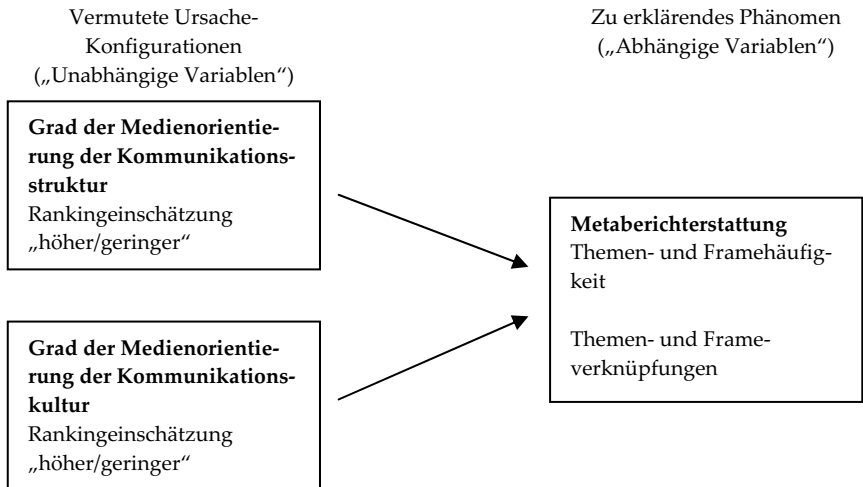 Vermutete Ursache-
Konfigurationen
(„Unabhängige Variablen“)
Grad der Medienorientie-
rung der Kommunikations-
struktur
Rankingeinschätzung
„höher/geringer“
Grad der Medienorientie-
rung der Kommunikations-
kultur
Rankingeinschätzung
„höher/geringer“
Zu erklärendes Phänomen
(„Abhängige Variablen“)
Metaberichterstattung
Themen- und Framehäufig-
keit
Themen- und Frame-
verknüpfungen